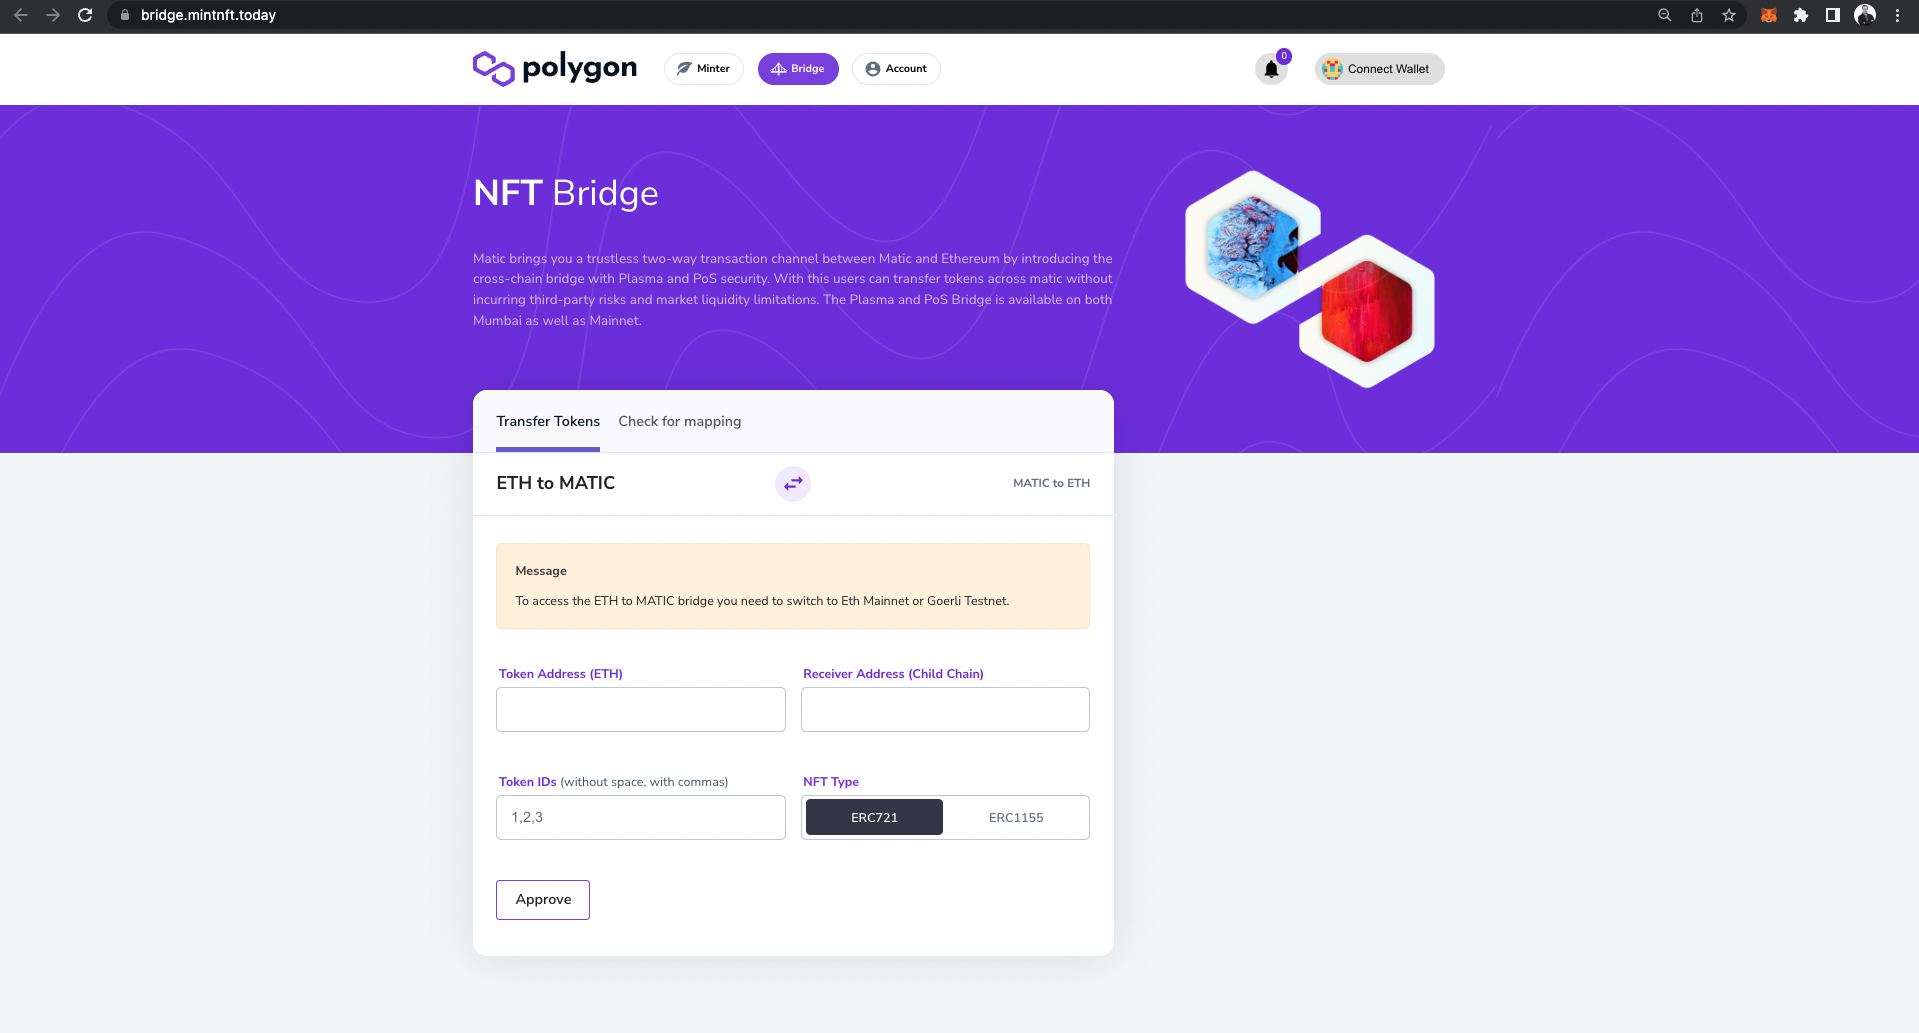 bridge.mintnft.today
polygon
Minter
Bridge
Account
0
Connect Wallet
NFT Bridge
Matic brings you a trustless two-way transaction channel between Matic and Ethereum by introducing the
cross-chain bridge with Plasma and PoS security. With this users can transfer tokens across matic without
incurring third-party risks and market liquidity limitations. The Plasma and PoS Bridge is available on both
Mumbai as well as Mainnet.
Transfer Tokens
Check for mapping
ETH to MATIC
MATIC to ETH
Message
To access the ETH to MATIC bridge you need to switch to Eth Mainnet or Goerli Testnet.
Token Address (ETH)
Receiver Address (Child Chain)
Token IDs (without space, with commas)
NFT Type
1,2,3
ERC721
ERC1155
Approve